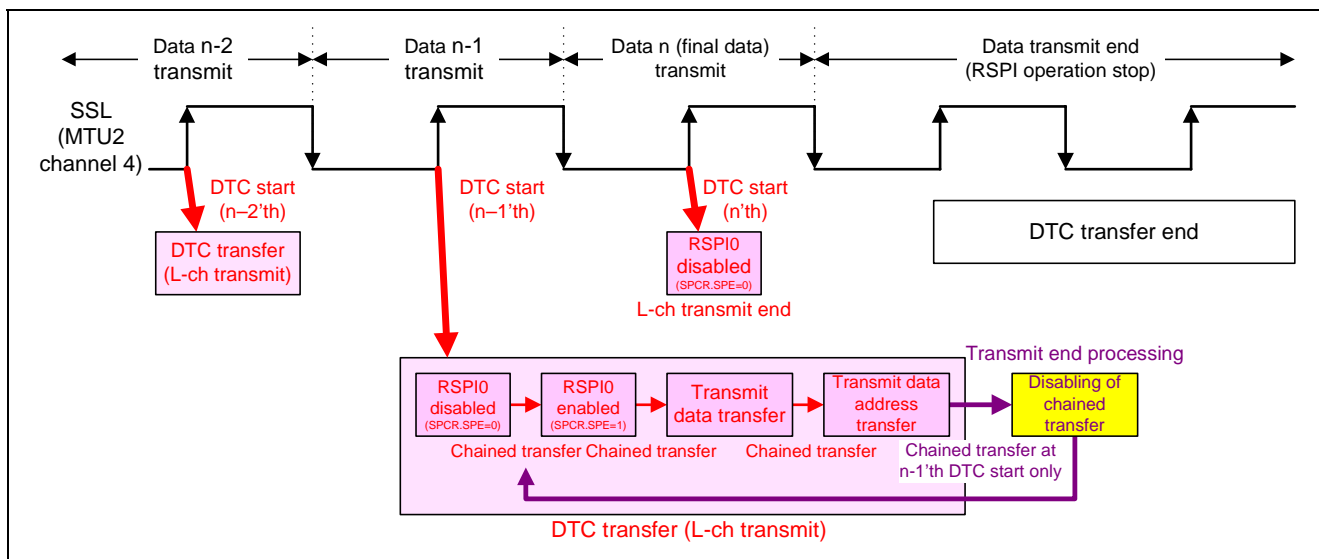 Data n-2
transmit
Data n-1
transmit
Data n (final data)
transmit
Data transmit end
(RSPI operation stop)
SSL
(MTU2
channel 4)
DTC start
(n–2'th)
DTC start
(n–1'th)
DTC start
(n'th)
DTC transfer
(L-ch transmit)
RSPI0
disabled
(SPCR.SPE=0)
L-ch transmit end
DTC transfer end
Transmit end processing
RSPI0
disabled
(SPCR.SPE=0)
RSPI0
enabled
(SPCR.SPE=1)
Transmit
data transfer
Transmit data
address
transfer
Disabling of
chained
transfer
Chained transfer
Chained transfer
Chained transfer
Chained transfer at
n-1'th DTC start only
DTC transfer (L-ch transmit)